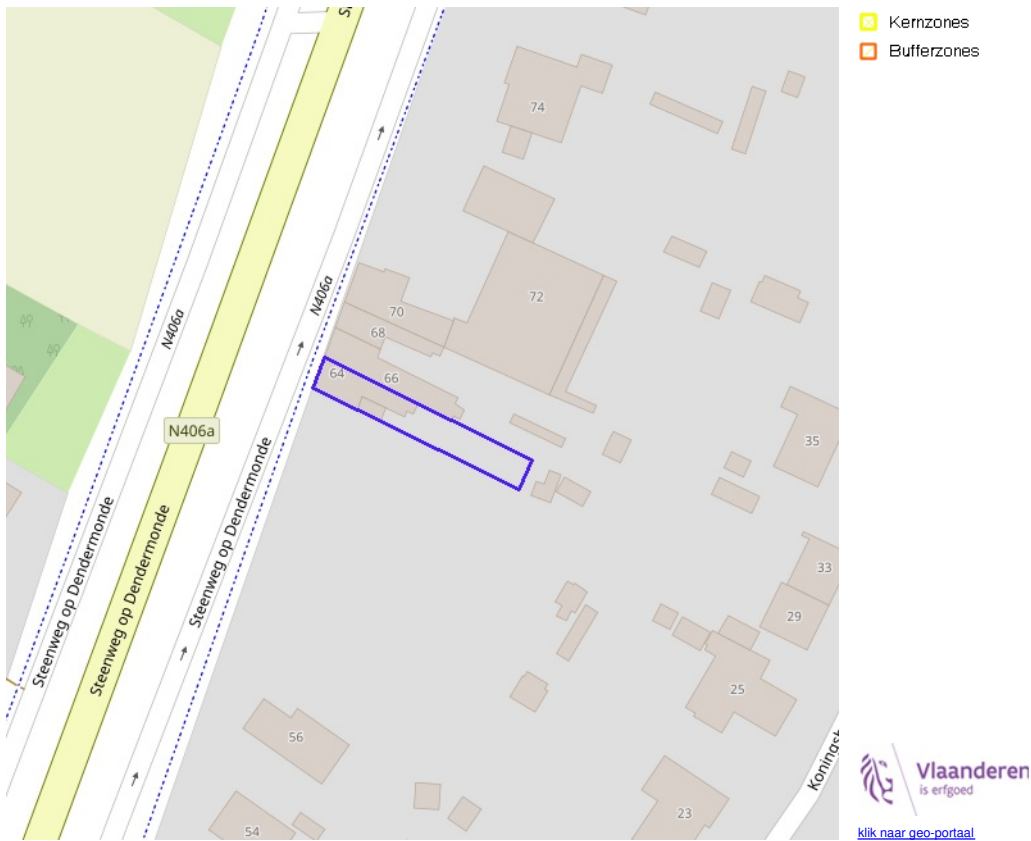 Kernzones
Bufferzones
74
N406a
N406a
72
70
68
64
66
N406a
35
Steenweg op Dendermonde
Steenweg op Dendermonde
Steenweg op Dendermonde
33
29
25
56
23
54
Koningst
Vlaanderen
is erfgoed
klik naar geo-portaal